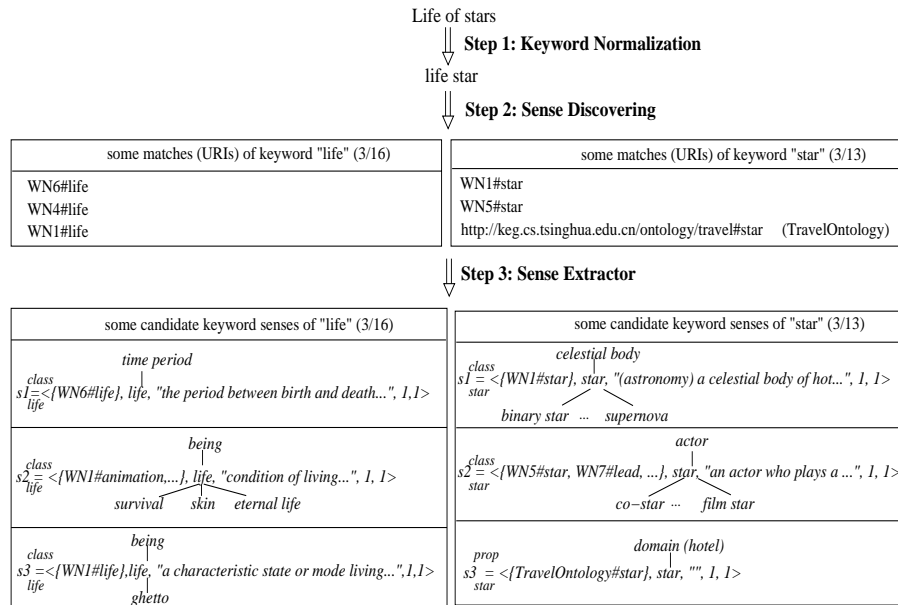 Life of stars
Step 1: Keyword Normalization
life star
Step 2: Sense Discovering
some matches (URIs) of keyword "life" (3/16)
WN6#life
WN4#life
WN1#life
some matches (URIs) of keyword "star" (3/13)
WN1#star
WN5#star
http://keg.cs.tsinghua.edu.cn/ontology/travel#star (TravelOntology)
Step 3: Sense Extractor
some candidate keyword senses of "life" (3/16)
time period
class
s1=<{WN6#life}, life, "the period between birth and death...", 1,1>
life
being
class
s2 = <{WN1#animation,...}, life, "condition of living...", 1, 1>
life
survival skin eternal life
being
class
s3 =<{WN1#life},life, "a characteristic state or mode living...",1,1>
life
ghetto
some candidate keyword senses of "star" (3/13)
celestial body
class
s1 = <{WN1#star}, star, "(astronomy) a celestial body of hot...", 1, 1>
star
binary star ... supernova
actor
class
s2 = <{WN5#star, WN7#lead, ...}, star, "an actor who plays a ...", 1, 1>
star
co-star ... film star
domain (hotel)
prop
s3 = <{TravelOntology#star}, star, "", 1, 1>
star